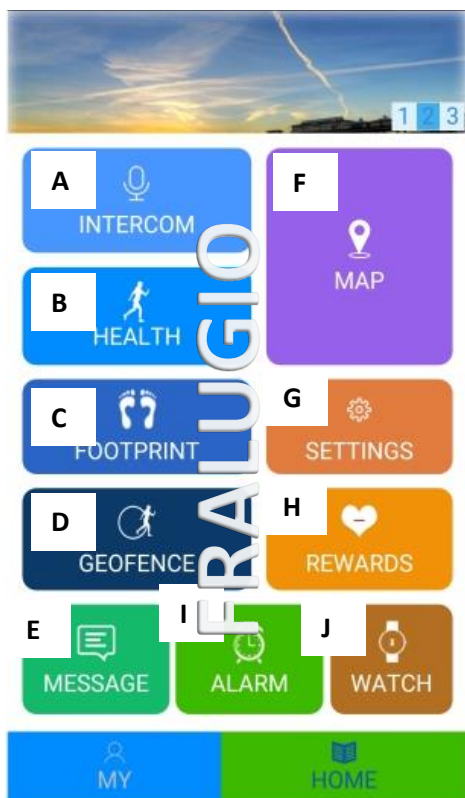 1 2 3
A
INTERCOM
F
MAP
B
HEALTH
C
FOOTPRINT
G
SETTINGS
D
GEOFENCE
H
REWARDS
E
MESSAGE
I
ALARM
J
WATCH
FRALUGIO
MY
HOME